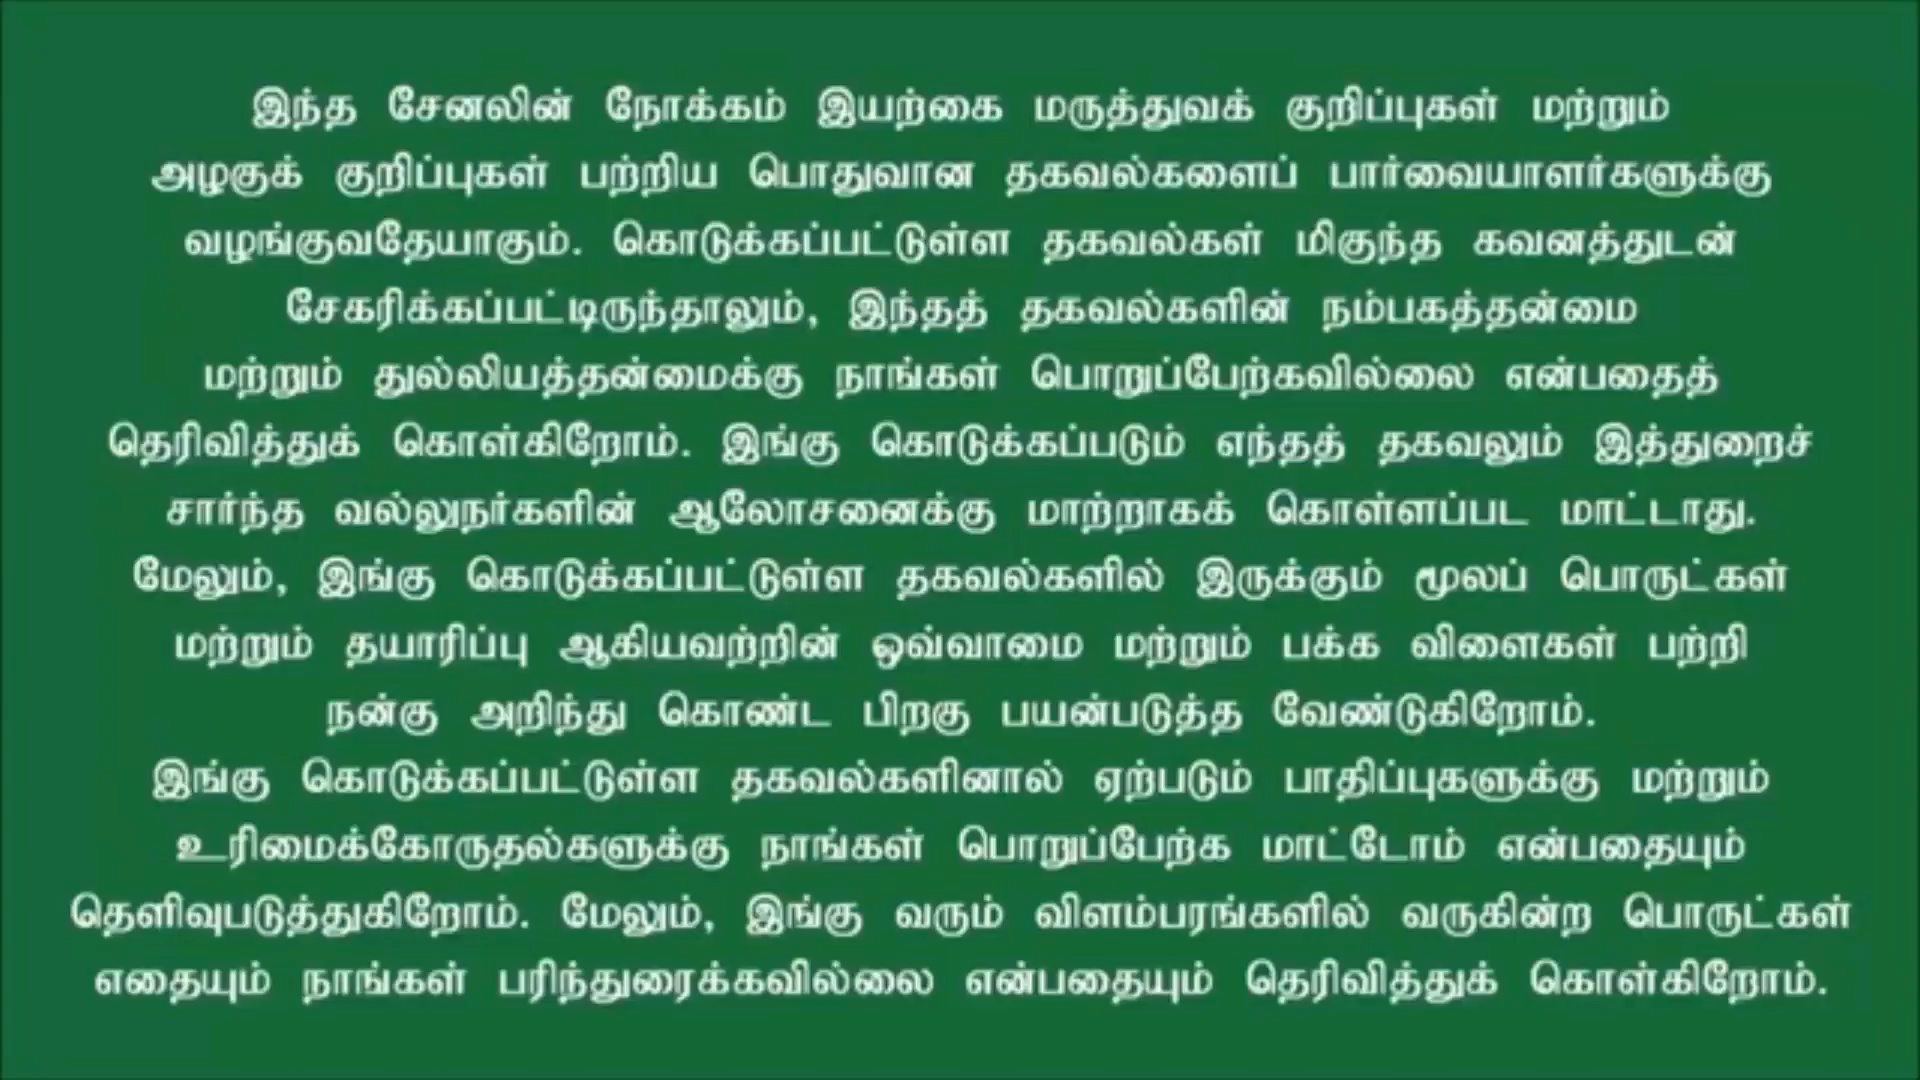 இந்த சேனலின் நோக்கம் இயற்கை மருத்துவக் குறிப்புகள் மற்றும்
அழகுக் குறிப்புகள் பற்றிய பொதுவான தகவல்களைப் பார்வையாளர்களுக்கு
வழங்குவதேயாகும். கொடுக்கப்பட்டுள்ள தகவல்கள் மிகுந்த கவனத்துடன்
சேகரிக்கப்பட்டிருந்தாலும், இந்தத் தகவல்களின் நம்பகத்தன்மை
மற்றும் துல்லியத்தன்மைக்கு நாங்கள் பொறுப்பேற்கவில்லை என்பதைத்
தெரிவித்துக் கொள்கிறோம். இங்கு கொடுக்கப்படும் எந்தத் தகவலும் இத்துறைச்
சார்ந்த வல்லுநர்களின் ஆலோசனைக்கு மாற்றாகக் கொள்ளப்பட மாட்டாது.
மேலும், இங்கு கொடுக்கப்பட்டுள்ள தகவல்களில் இருக்கும் மூலப் பொருட்கள்
மற்றும் தயாரிப்பு ஆகியவற்றின் ஒவ்வாமை மற்றும் பக்க விளைகள் பற்றி
நன்கு அறிந்து கொண்ட பிறகு பயன்படுத்த வேண்டுகிறோம்.
இங்கு கொடுக்கப்பட்டுள்ள தகவல்களினால் ஏற்படும் பாதிப்புகளுக்கு மற்றும்
உரிமைக்கோருதல்களுக்கு நாங்கள் பொறுப்பேற்க மாட்டோம் என்பதையும்
தெளிவுபடுத்துகிறோம். மேலும், இங்கு வரும் விளம்பரங்களில் வருகின்ற பொருட்கள்
எதையும் நாங்கள் பரிந்துரைக்கவில்லை என்பதையும் தெரிவித்துக் கொள்கிறோம்.